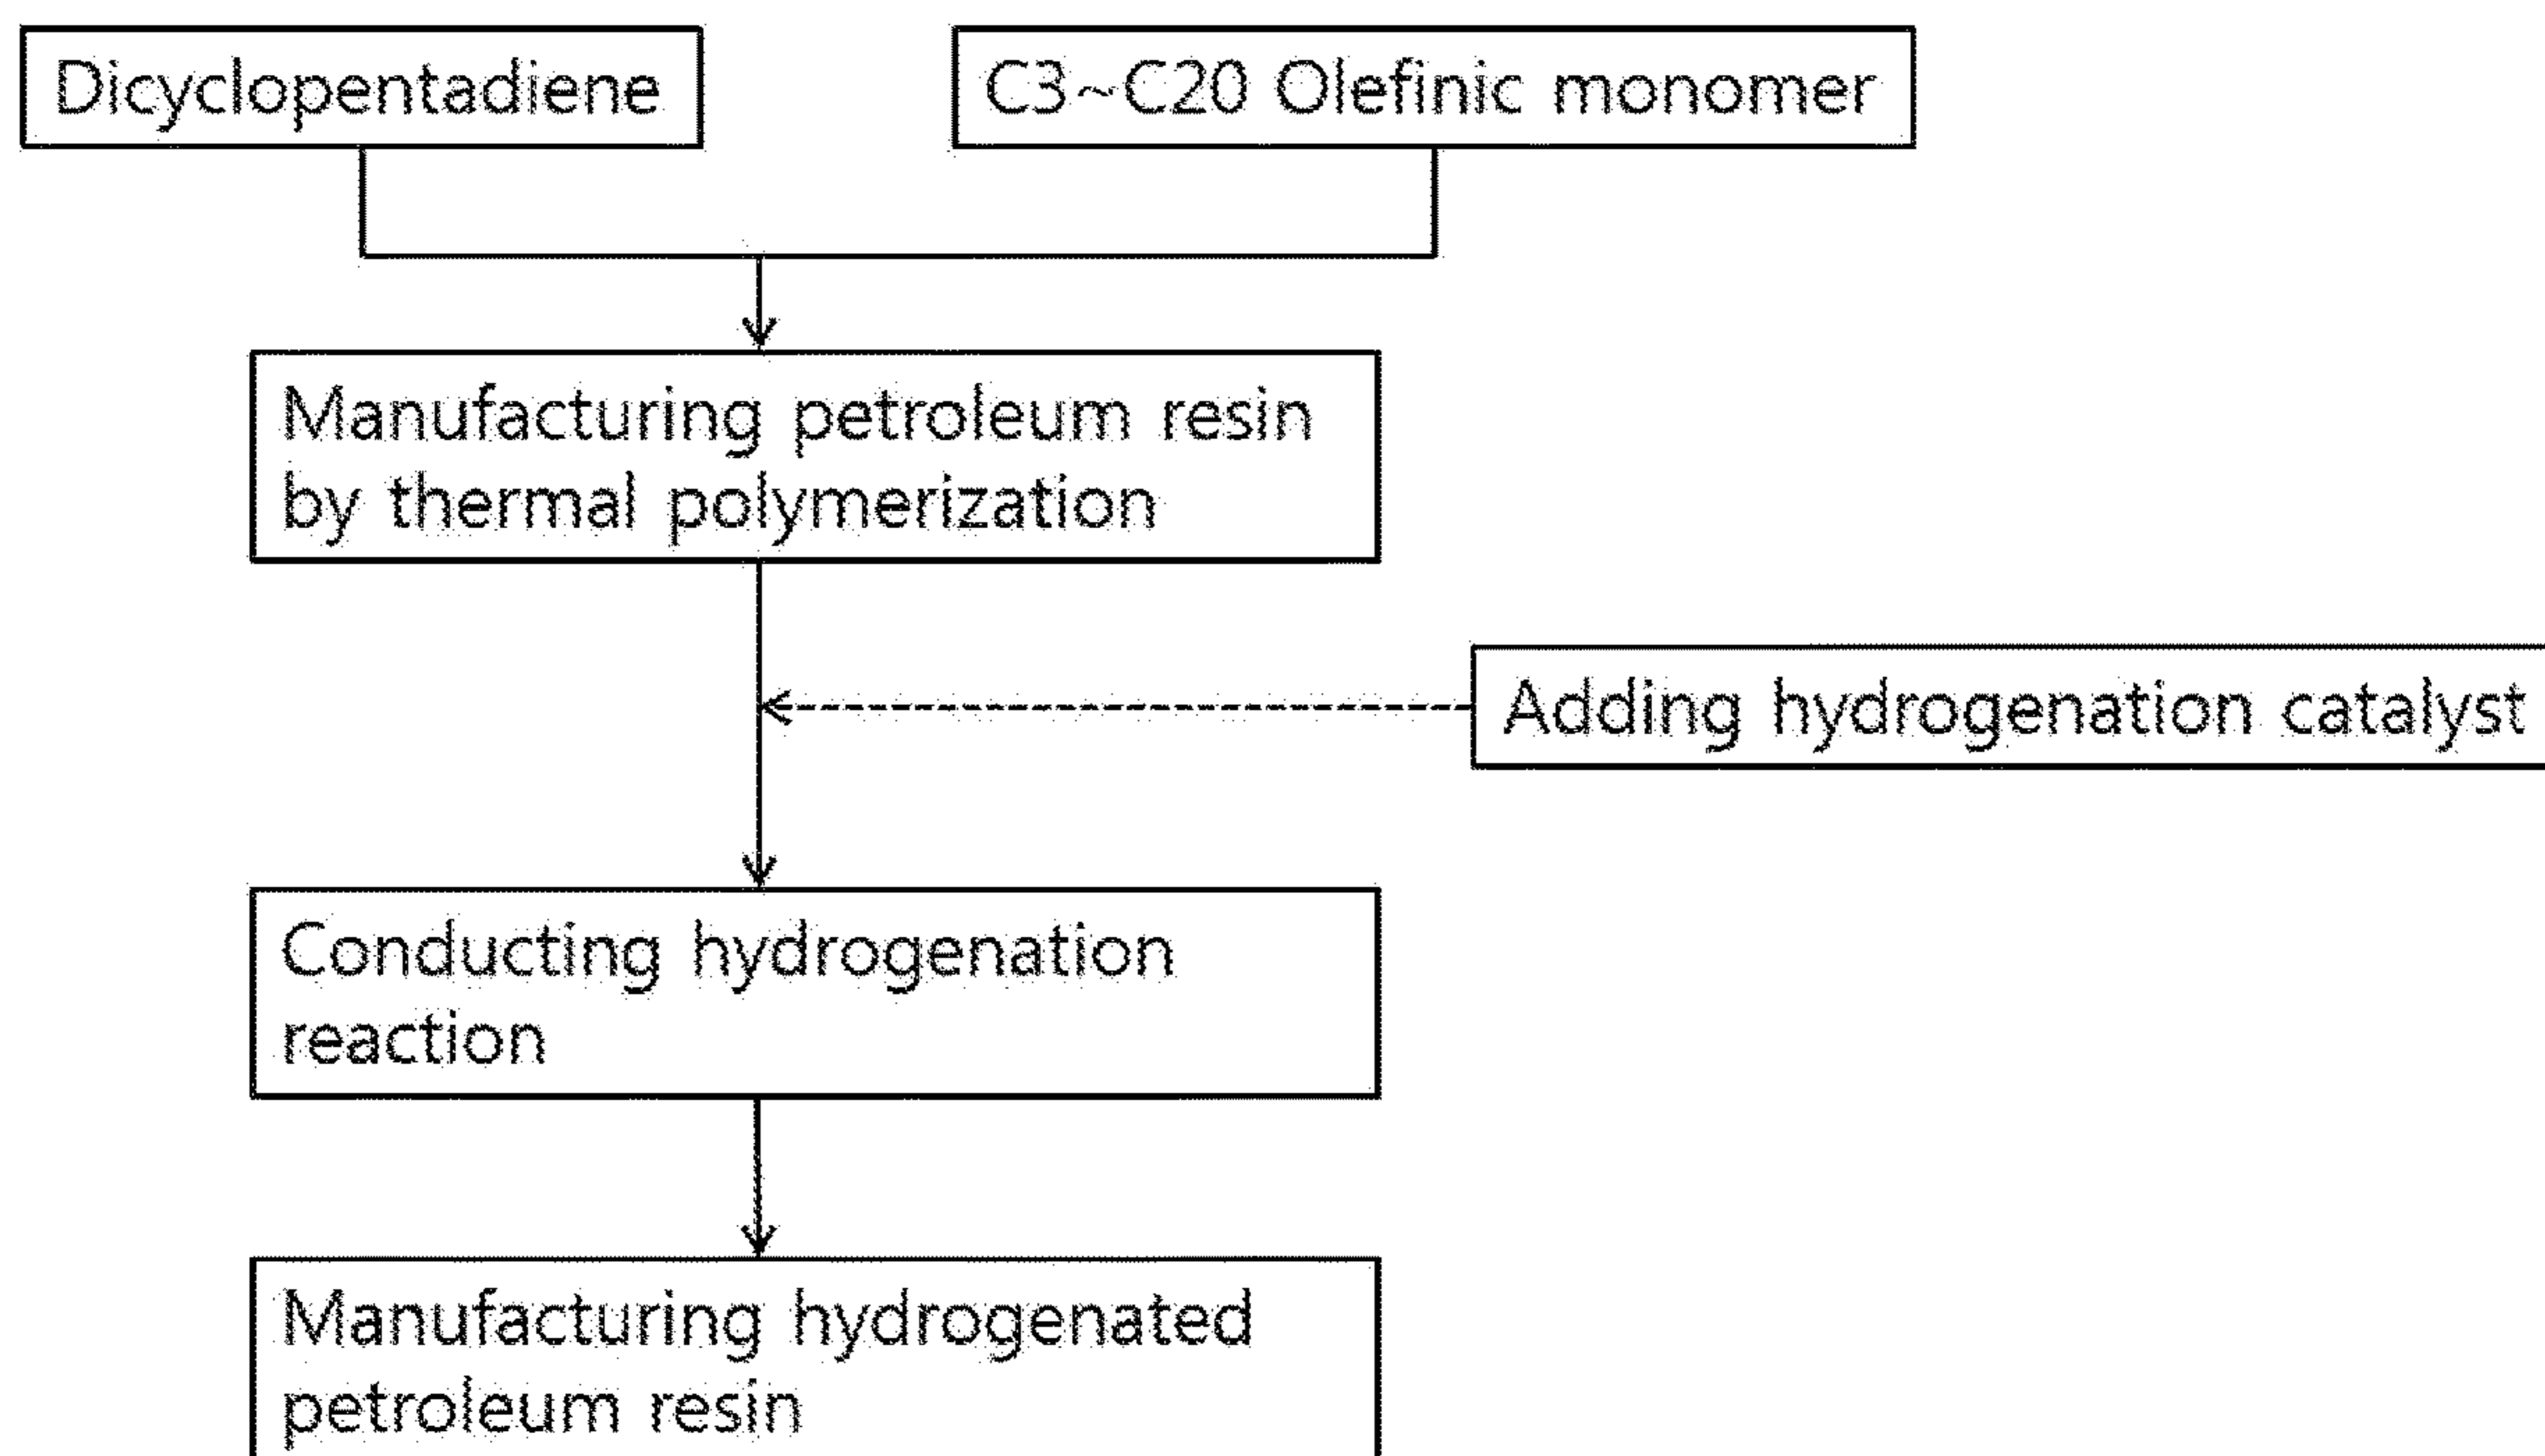 Dicyclopentadiene
C3~C20 Olefinic monomer
Manufacturing petroleum resin
by thermal polymerization
Adding hydrogenation catalyst
Conducting hydrogenation
reaction
Manufacturing hydrogenated
petroleum resin